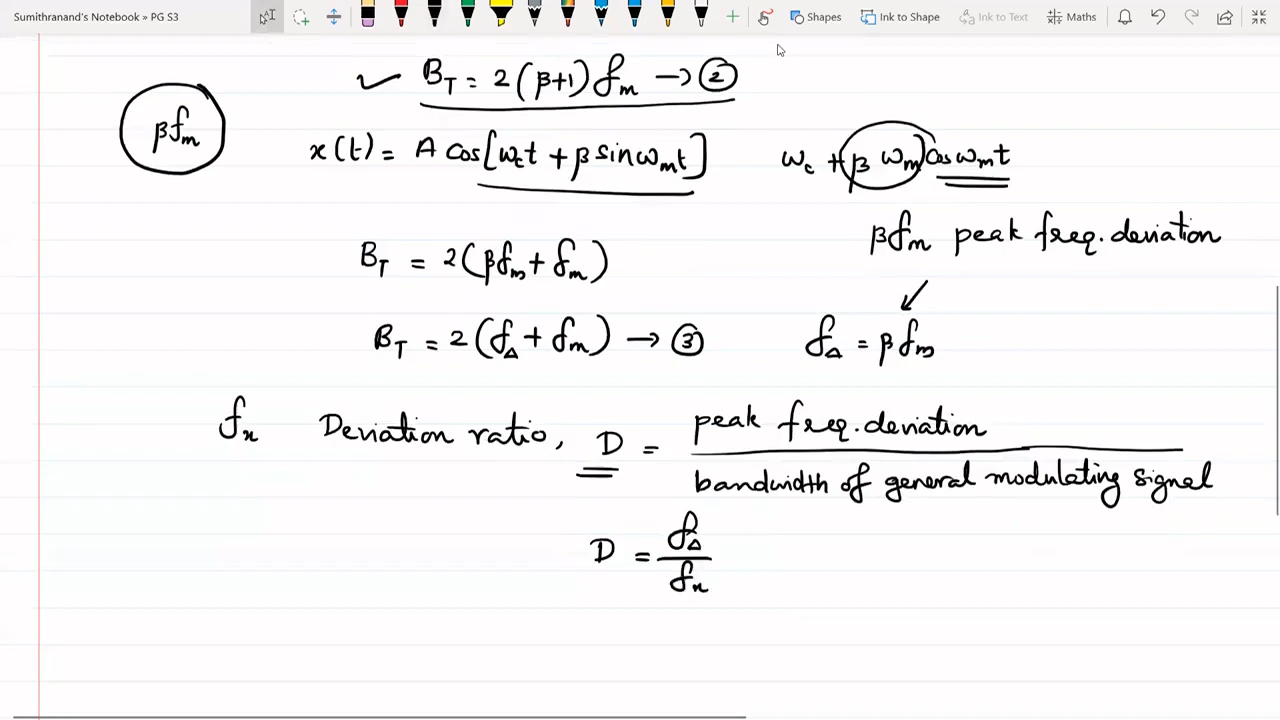 Sumithranand's Notebook » PG S3
Shapes
Ink to Shape
Ink to Text
Maths
✓ B_T = 2(β+1) f_m → ②
βf_m
x(t) = A cos[ω_c t + β sin ω_m t]
ω_c + (β ω_m) cos ω_m t
βf_m peak freq. deviation
B_T = 2(βf_m + f_m)
B_T = 2(f_Δ + f_m) → ③
f_Δ = β f_m
f_x Deviation ratio, D = peak freq. deviation
bandwidth of general modulating signal
D = f_Δ
f_x